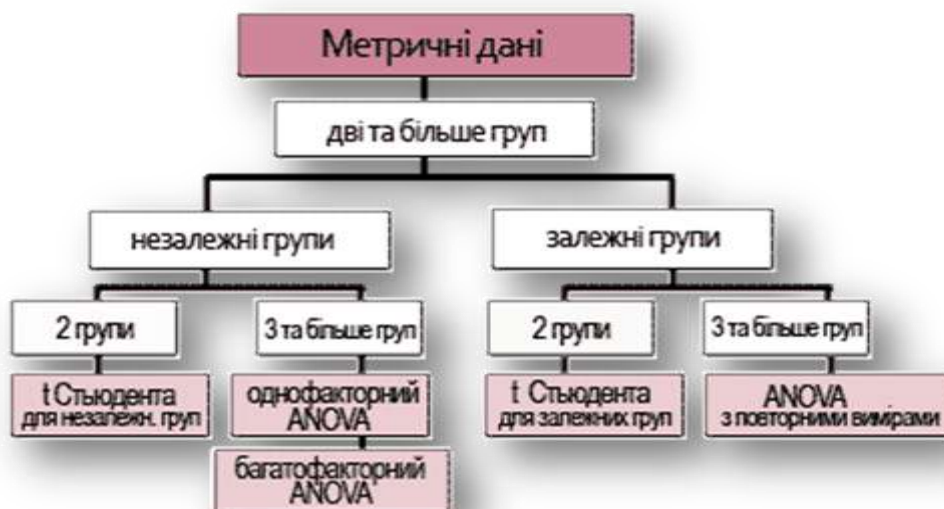 Метричні дані
дві та більше груп
незалежні групи
залежні групи
2 групи
3 та більше груп
2 групи
3 та більше груп
t Стьюдента
для незалежн. груп
однофакторний
ANOVA
t Стьюдента
для залежних груп
ANOVA
з повторними вимірами
багатофакторний
ANOVA